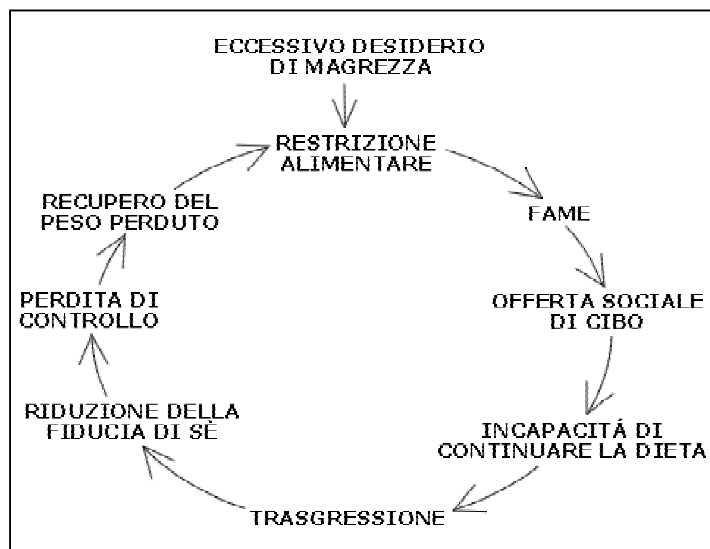 ECCESSIVO DESIDERIO
DI MAGREZZA
RESTRIZIONE
ALIMENTARE
FAME
OFFERTA SOCIALE
DI CIBO
INCAPACITÁ DI
CONTINUARE LA DIETA
TRASGRESSIONE
RIDUZIONE DELLA
FIDUCIA DI SÈ
PERDITA DI
CONTROLLO
RECUPERO DEL
PESO PERDUTO